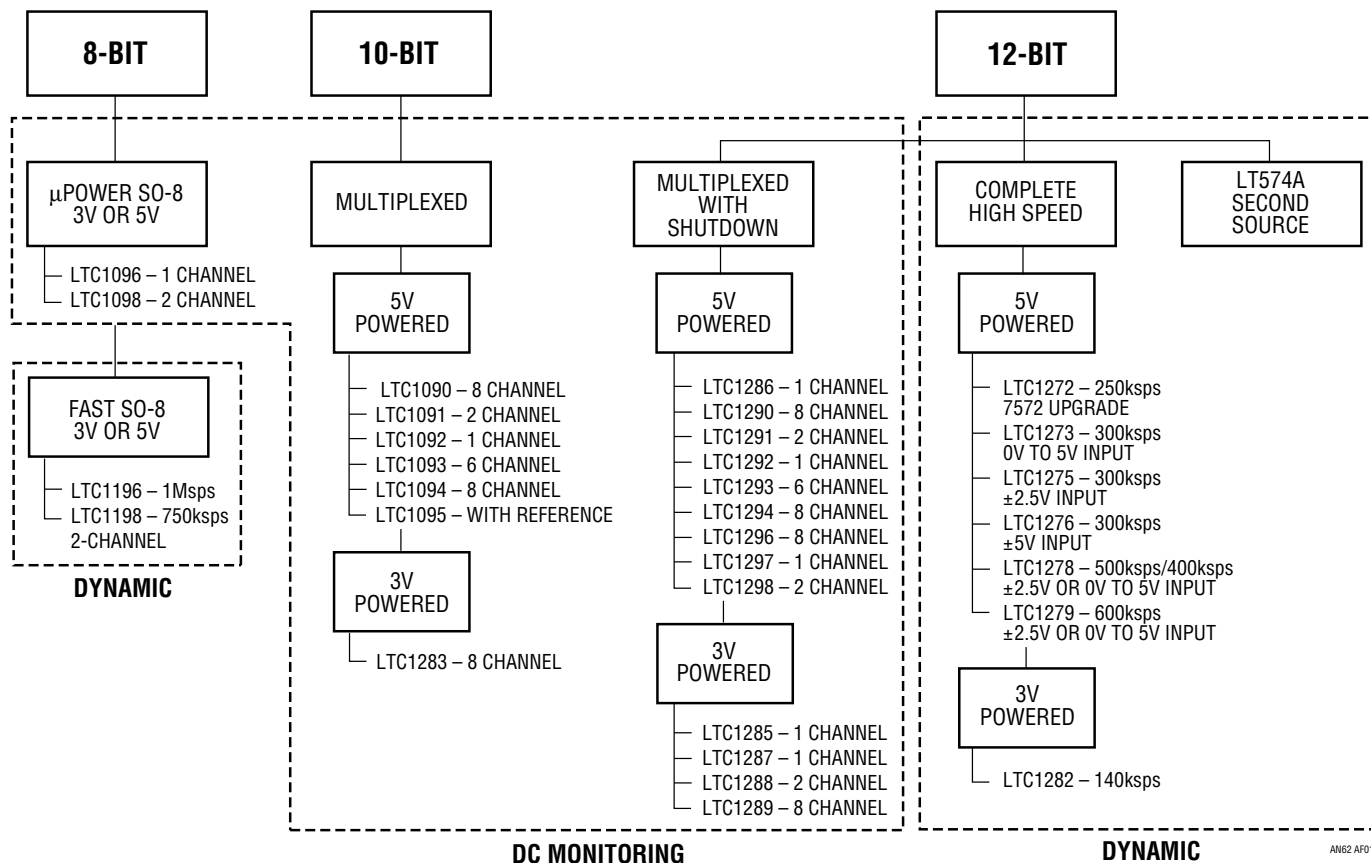 8-BIT
10-BIT
12-BIT
µPOWER SO-8
3V OR 5V
LTC1096 – 1 CHANNEL
LTC1098 – 2 CHANNEL
FAST SO-8
3V OR 5V
LTC1196 – 1Msps
LTC1198 – 750ksps
2-CHANNEL
DYNAMIC
MULTIPLEXED
5V
POWERED
LTC1090 – 8 CHANNEL
LTC1091 – 2 CHANNEL
LTC1092 – 1 CHANNEL
LTC1093 – 6 CHANNEL
LTC1094 – 8 CHANNEL
LTC1095 – WITH REFERENCE
3V
POWERED
LTC1283 – 8 CHANNEL
MULTIPLEXED
WITH
SHUTDOWN
5V
POWERED
LTC1286 – 1 CHANNEL
LTC1290 – 8 CHANNEL
LTC1291 – 2 CHANNEL
LTC1292 – 1 CHANNEL
LTC1293 – 6 CHANNEL
LTC1294 – 8 CHANNEL
LTC1296 – 8 CHANNEL
LTC1297 – 1 CHANNEL
LTC1298 – 2 CHANNEL
3V
POWERED
LTC1285 – 1 CHANNEL
LTC1287 – 1 CHANNEL
LTC1288 – 2 CHANNEL
LTC1289 – 8 CHANNEL
DC MONITORING
COMPLETE
HIGH SPEED
5V
POWERED
LTC1272 – 250ksps
7572 UPGRADE
LTC1273 – 300ksps
0V TO 5V INPUT
LTC1275 – 300ksps
±2.5V INPUT
LTC1276 – 300ksps
±5V INPUT
LTC1278 – 500ksps/400ksps
±2.5V OR 0V TO 5V INPUT
LTC1279 – 600ksps
±2.5V OR 0V TO 5V INPUT
3V
POWERED
LTC1282 – 140ksps
LT574A
SECOND
SOURCE
DYNAMIC